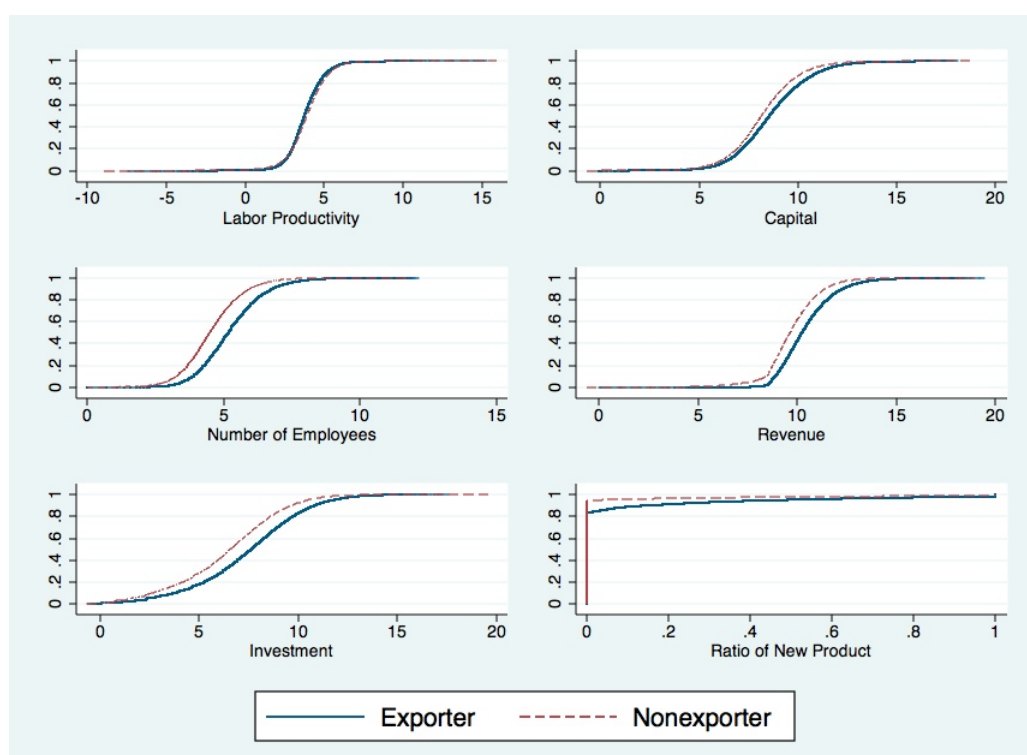 0 .2 .4 .6 .8 1
-10 -5 0 5 10 15
Labor Productivity
0 .2 .4 .6 .8 1
0 5 10 15 20
Capital
0 .2 .4 .6 .8 1
0 5 10 15
Number of Employees
0 .2 .4 .6 .8 1
0 5 10 15 20
Revenue
0 .2 .4 .6 .8 1
0 5 10 15 20
Investment
0 .2 .4 .6 .8 1
0 .2 .4 .6 .8 1
Ratio of New Product
Exporter Nonexporter